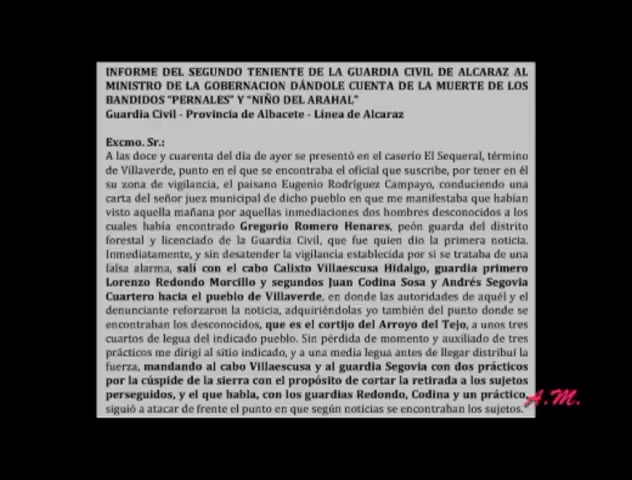 INFORME DEL SEGUNDO TENIENTE DE LA GUARDIA CIVIL DE ALCARAZ AL
MINISTRO DE LA GOBERNACION DÁNDOLE CUENTA DE LA MUERTE DE LOS
BANDIDOS "PERNALES" Y "NIÑO DEL ARAHAL"
Guardia Civil - Provincia de Albacete - Línea de Alcaraz
Excmo. Sr.:
A las doce y cuarenta del día de ayer se presentó en el caserío El Sequeral, término
de Villaverde, punto en el que se encontraba el oficial que suscribe, por tener en él
su zona de vigilancia, el paisano Eugenio Rodríguez Campayo, conduciendo una
carta del señor juez municipal de dicho pueblo en que me manifestaba que habían
visto aquella mañana por aquellas inmediaciones dos hombres desconocidos a los
cuales había encontrado Gregorio Romero Henares, peón guarda del distrito
forestal y licenciado de la Guardia Civil, que fue quien dio la primera noticia.
Inmediatamente, y sin desatender la vigilancia establecida por si se trataba de una
falsa alarma, salí con el cabo Calixto Villaescusa Hidalgo, guardia primero
Lorenzo Redondo Morcillo y segundos Juan Codina Sosa y Andrés Segovia
Cuartero hacia el pueblo de Villaverde, en donde las autoridades de aquél y el
denunciante reforzaron la noticia, adquiriéndolas yo también del punto donde se
encontraban los desconocidos, que es el cortijo del Arroyo del Tejo, a unos tres
cuartos de legua del indicado pueblo. Sin pérdida de momento y auxiliado de tres
prácticos me dirigí al sitio indicado, y a una media legua antes de llegar distribuí la
fuerza, mandando al cabo Villaescusa y al guardia Segovia con dos prácticos
por la cúspide de la sierra con el propósito de cortar la retirada a los sujetos
perseguidos, y el que habla, con los guardias Redondo, Codina y un práctico,
siguió a atacar de frente el punto en que según noticias se encontraban los sujetos.
A.M.